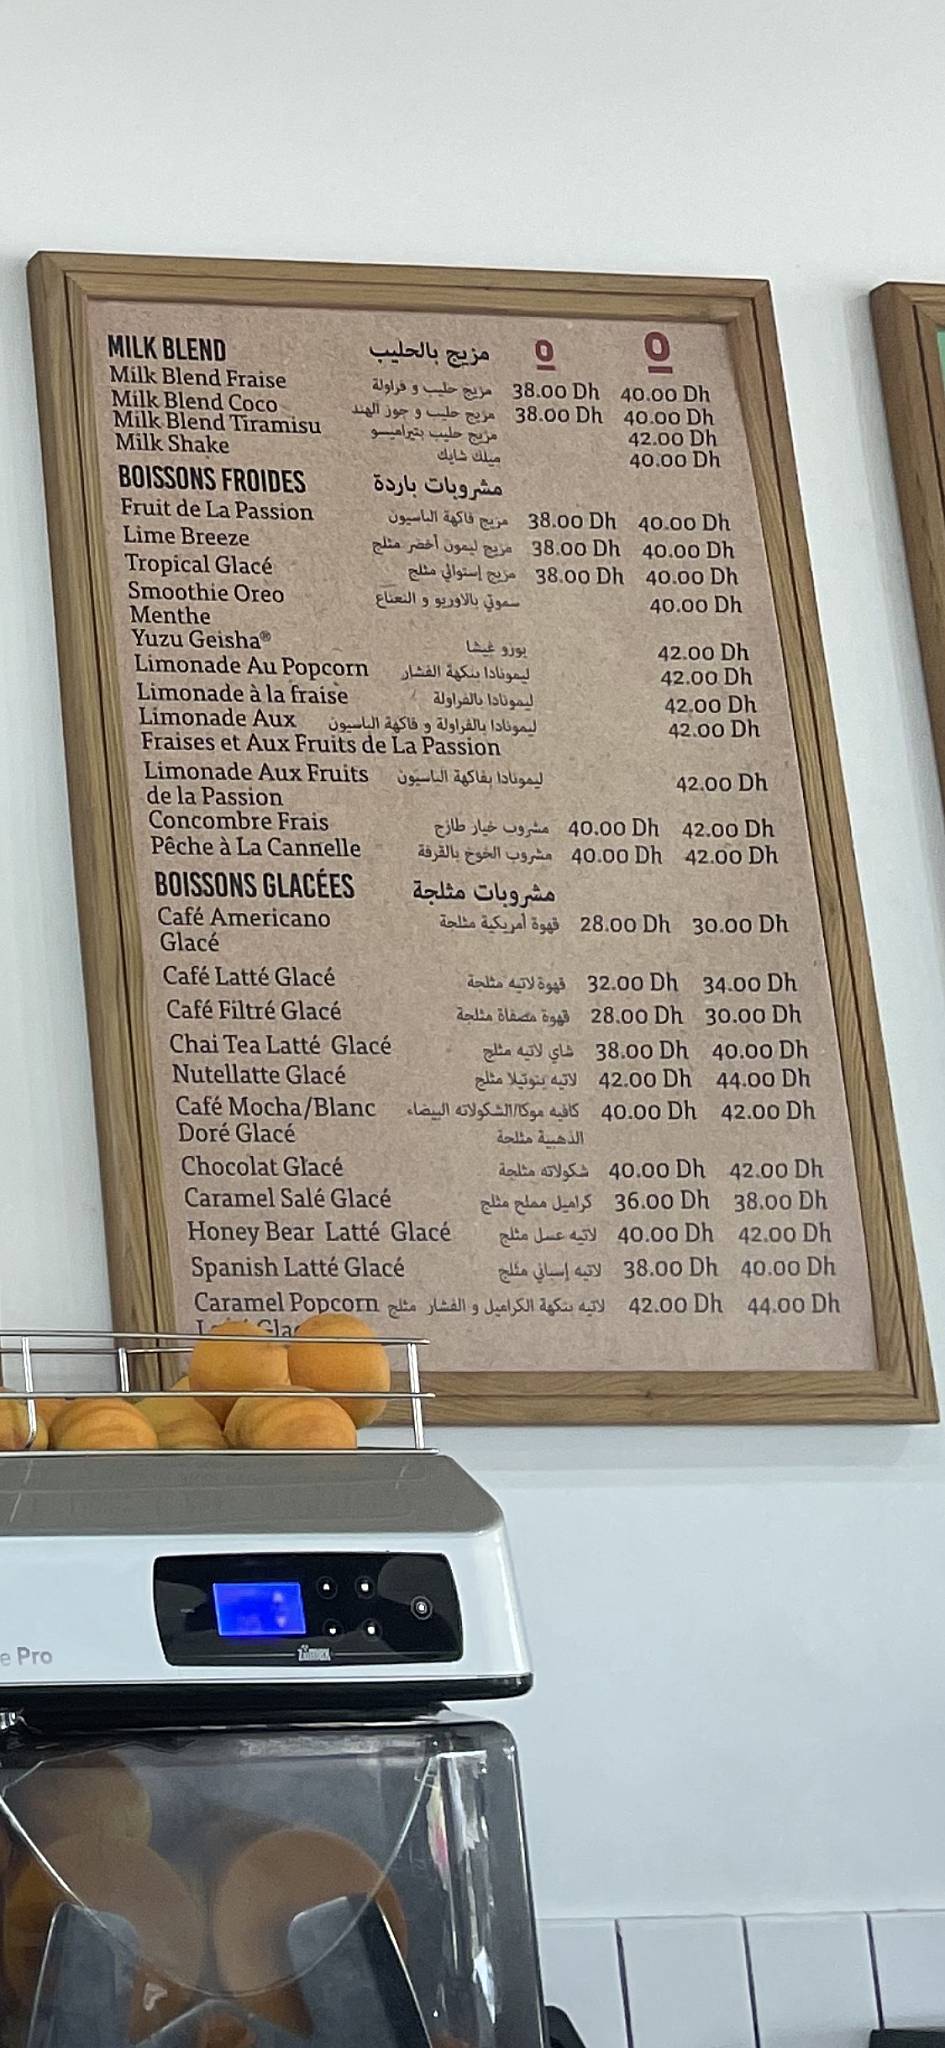 MILK BLEND مزيج بالحليب o o
Milk Blend Fraise مزيج حليب و فراولة 38.00 Dh 40.00 Dh
Milk Blend Coco مزيج حليب و جوز الهند 38.00 Dh 40.00 Dh
Milk Blend Tiramisu مزيج حليب بتيراميسو 42.00 Dh
Milk Shake ميلك شايك 40.00 Dh
BOISSONS FROIDES مشروبات باردة
Fruit de La Passion مزيج فاكهة الباسيون 38.00 Dh 40.00 Dh
Lime Breeze مزيج ليمون أخضر مثلج 38.00 Dh 40.00 Dh
Tropical Glacé مزيج إستوائي مثلج 38.00 Dh 40.00 Dh
Smoothie Oreo سموتي بالاوريو و النعناع 40.00 Dh
Menthe
Yuzu Geisha® يوزو غيشا 42.00 Dh
Limonade Au Popcorn ليمونادا بنكهة الفشار 42.00 Dh
Limonade à la fraise ليمونادا بالفراولة 42.00 Dh
Limonade Aux ليمونادا بالفراولة و فاكهة الباسيون 42.00 Dh
Fraises et Aux Fruits de La Passion
Limonade Aux Fruits ليمونادا بفاكهة الباسيون 42.00 Dh
de la Passion
Concombre Frais مشروب خيار طازج 40.00 Dh 42.00 Dh
Pêche à La Cannelle مشروب الخوخ بالقرفة 40.00 Dh 42.00 Dh
BOISSONS GLACÉES مشروبات مثلجة
Café Americano قهوة أمريكية مثلجة 28.00 Dh 30.00 Dh
Glacé
Café Latté Glacé قهوة لاتيه مثلجة 32.00 Dh 34.00 Dh
Café Filtré Glacé قهوة مصفاة مثلجة 28.00 Dh 30.00 Dh
Chai Tea Latté Glacé شاي لاتيه مثلج 38.00 Dh 40.00 Dh
Nutellatte Glacé لاتيه بنوتيلا مثلج 42.00 Dh 44.00 Dh
Café Mocha/Blanc كافيه موكا/الشكولاته البيضاء 40.00 Dh 42.00 Dh
Doré Glacé الذهبية مثلجة
Chocolat Glacé شكولاته مثلجة 40.00 Dh 42.00 Dh
Caramel Salé Glacé كراميل مملح مثلج 36.00 Dh 38.00 Dh
Honey Bear Latté Glacé لاتيه عسل مثلج 40.00 Dh 42.00 Dh
Spanish Latté Glacé لاتيه إسباني مثلج 38.00 Dh 40.00 Dh
Caramel Popcorn لاتيه بنكهة الكراميل و الفشار مثلج 42.00 Dh 44.00 Dh
e Pro